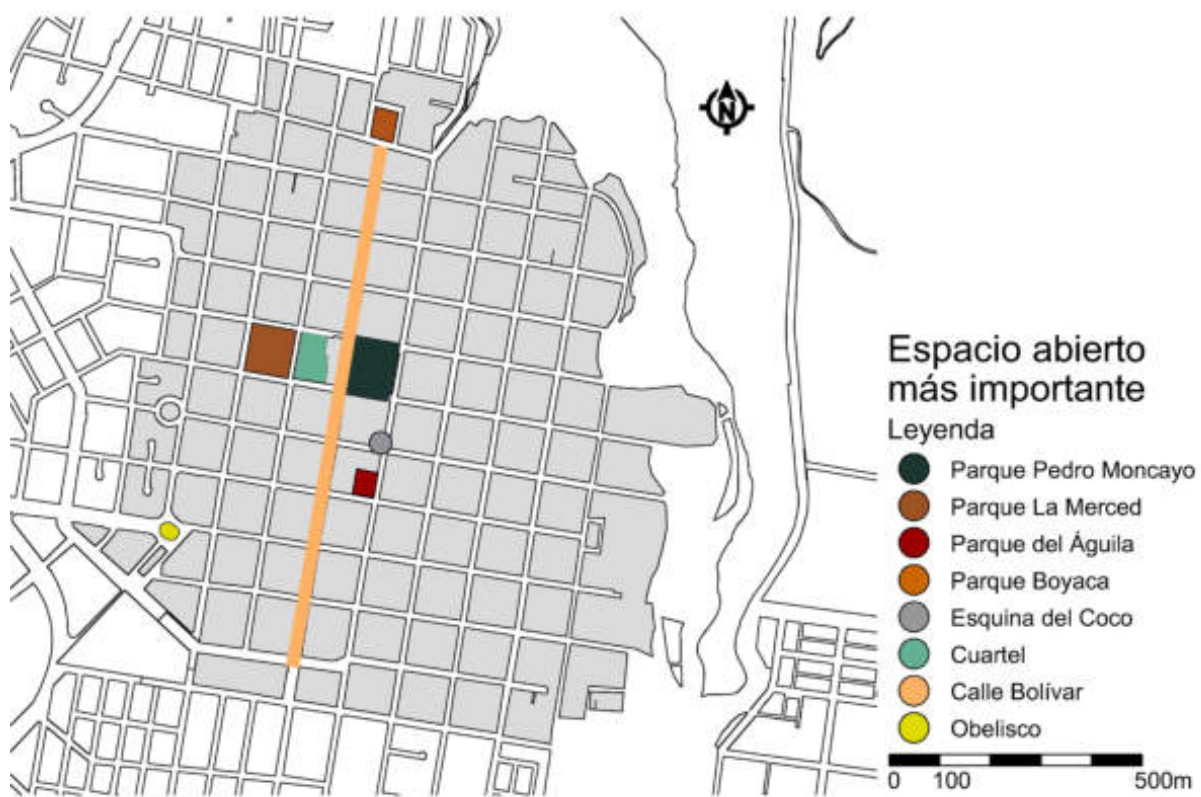 N
Espacio abierto
más importante
Leyenda
Parque Pedro Moncayo
Parque La Merced
Parque del Águila
Parque Boyaca
Esquina del Coco
Cuartel
Calle Bolívar
Obelisco
0 100 500m